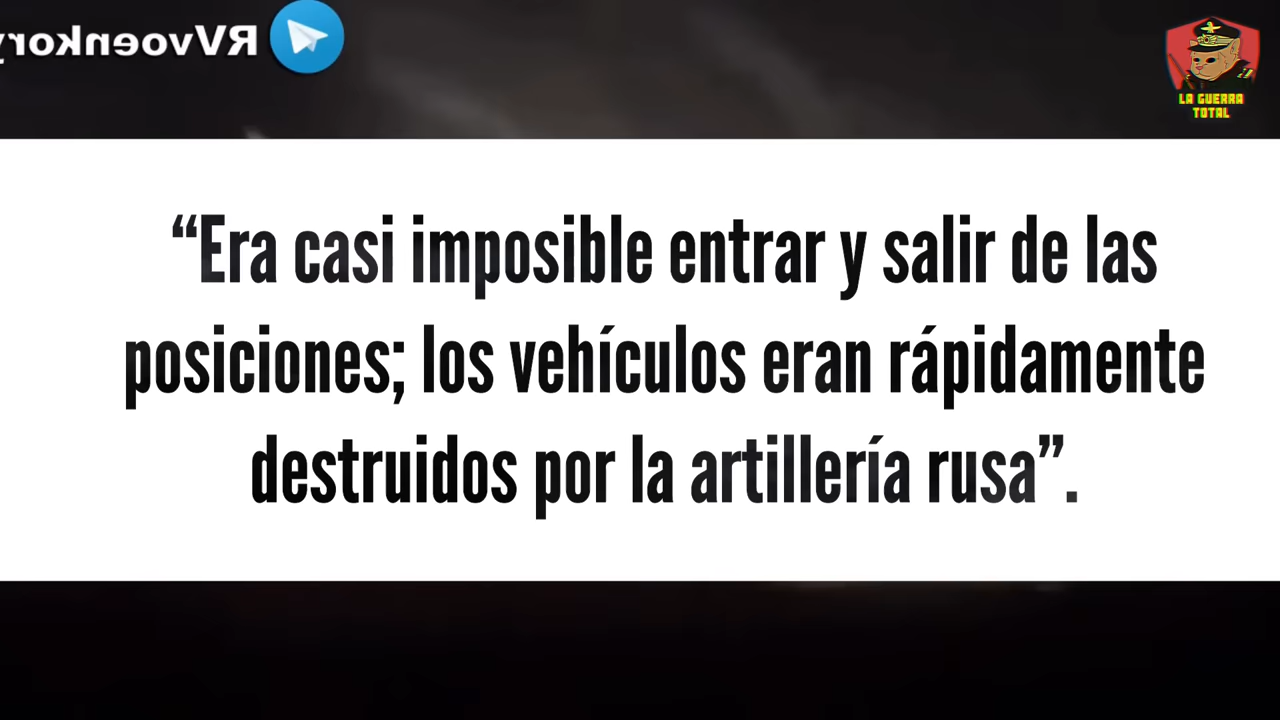 RVvoenkory
LA GUERRA
TOTAL
“Era casi imposible entrar y salir de las
posiciones; los vehículos eran rápidamente
destruidos por la artillería rusa”.